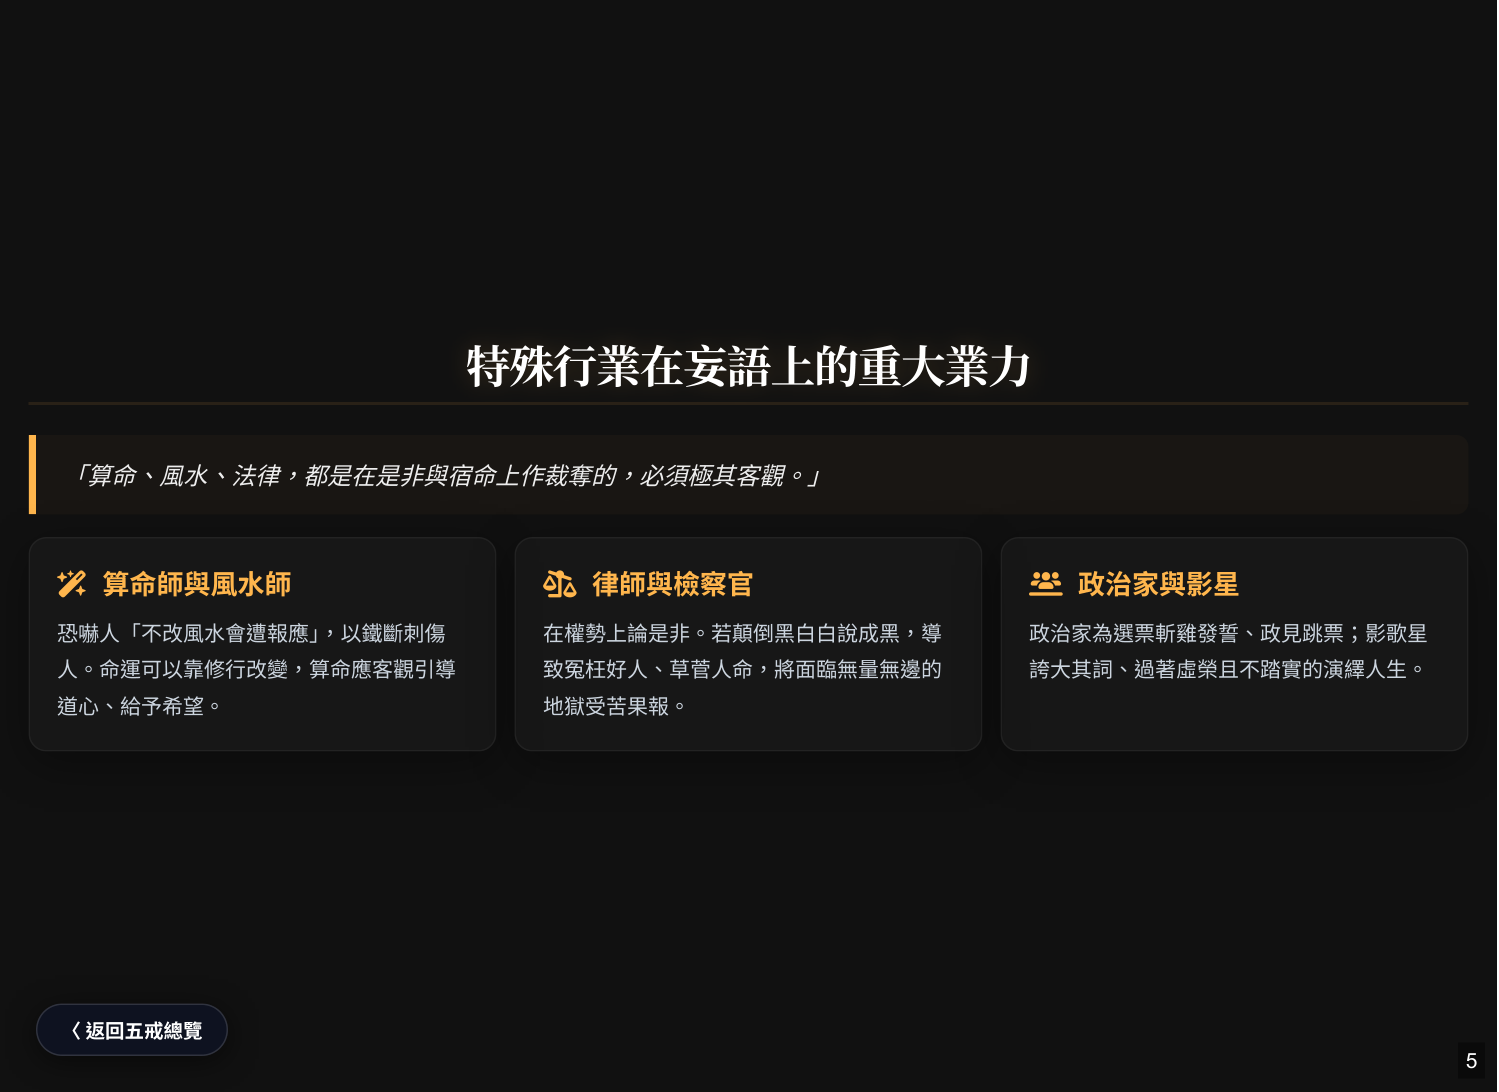 特殊行業在妄語上的重大業力
「算命、風水、法律，都是在是非與宿命上作裁奪的，必須極其客觀。」
算命師與風水師
恐嚇人「不改風水會遭報應」，以鐵斷刺傷
人。命運可以靠修行改變，算命應客觀引導
道心、給予希望。
律師與檢察官
在權勢上論是非。若顛倒黑白白說成黑，導
致冤枉好人、草菅人命，將面臨無量無邊的
地獄受苦果報。
政治家與影星
政治家為選票斬雞發誓、政見跳票；影歌星
誇大其詞、過著虛榮且不踏實的演繹人生。
〈 返回五戒總覽
5